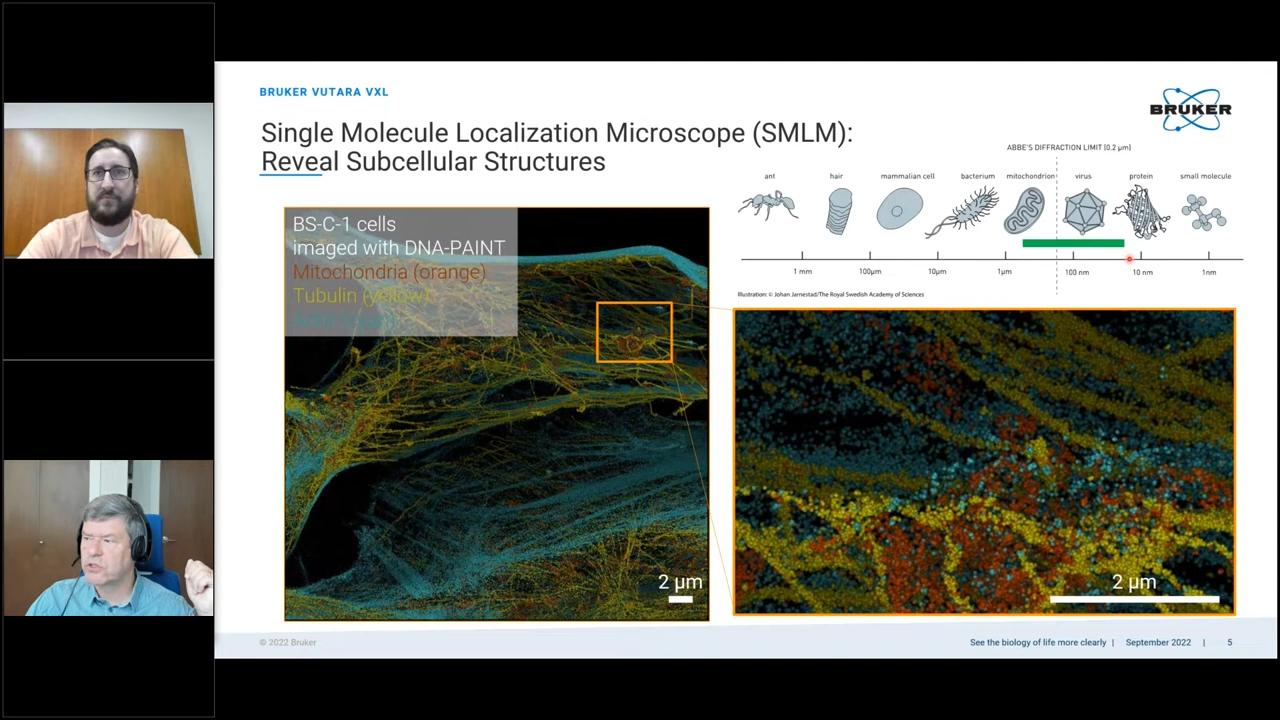 BRUKER VUTARA VXL
Single Molecule Localization Microscope (SMLM):
Reveal Subcellular Structures
BRUKER
ABBE'S DIFFRACTION LIMIT (0.2 µm)
ant hair mammalian cell bacterium mitochondrion virus protein small molecule
1 mm 100µm 10µm 1µm 100 nm 10 nm 1nm
Illustration: © Johan Jarnestad/The Royal Swedish Academy of Sciences
BS-C-1 cells
imaged with DNA-PAINT
Mitochondria (orange)
Tubulin (yellow)
2 µm
2 µm
© 2022 Bruker
See the biology of life more clearly | September 2022 | 5